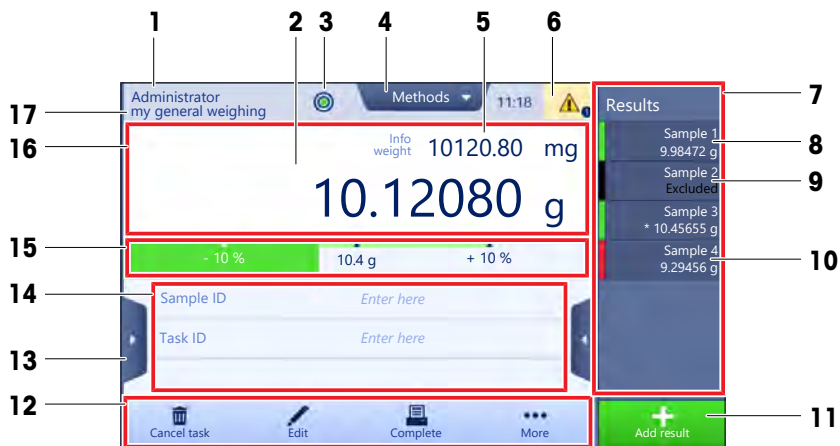 1 2 3 4 5 6
Administrator
my general weighing
Methods
11:18
Results
7
17
16
Info weight 10120.80 mg
10.12080 g
Sample 1
9.98472 g
8
Sample 2
Excluded
9
Sample 3
* 10.45655 g
Sample 4
9.29456 g
10
15
- 10 % 10.4 g + 10 %
14
Sample ID Enter here
Task ID Enter here
13
12
Cancel task Edit Complete More
Add result
11